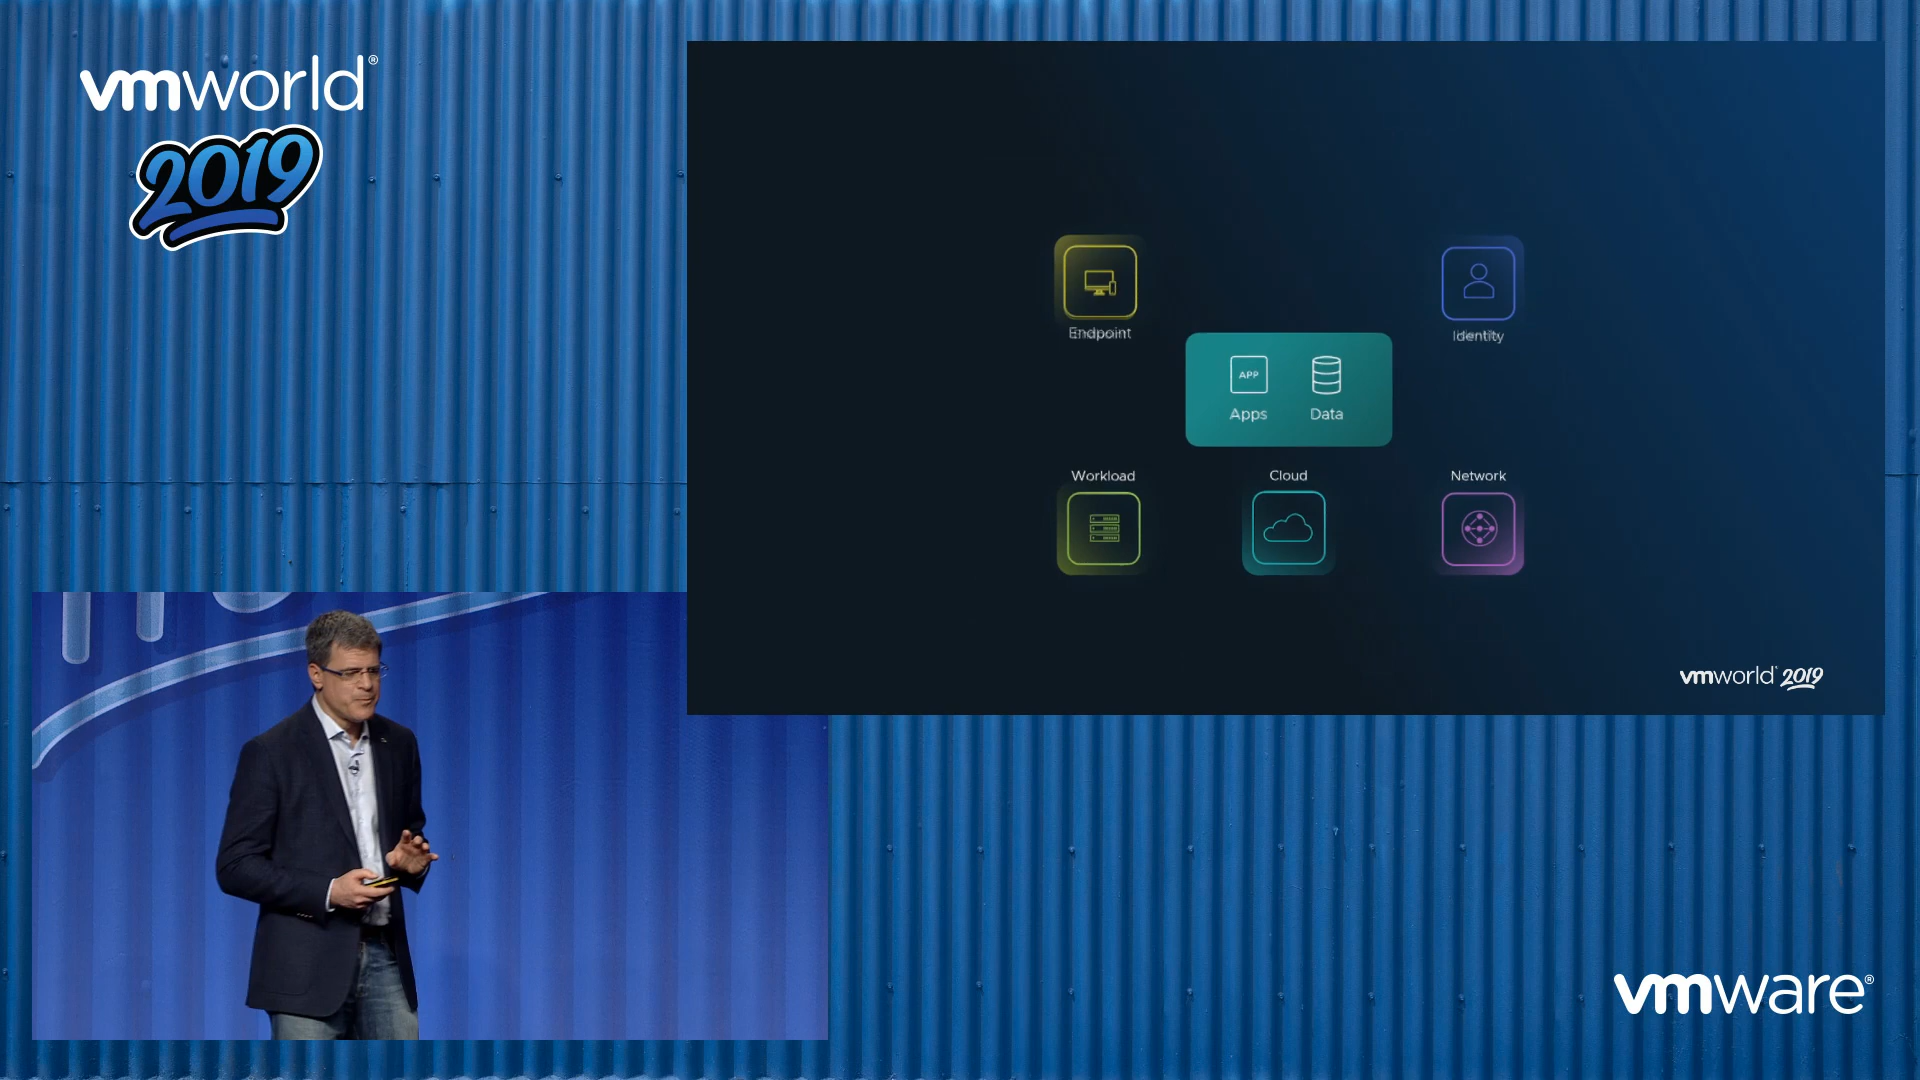 vmworld®
2019
Endpoint
Identity
APP
Apps
Data
Workload
Cloud
Network
vmworld® 2019
vmware®